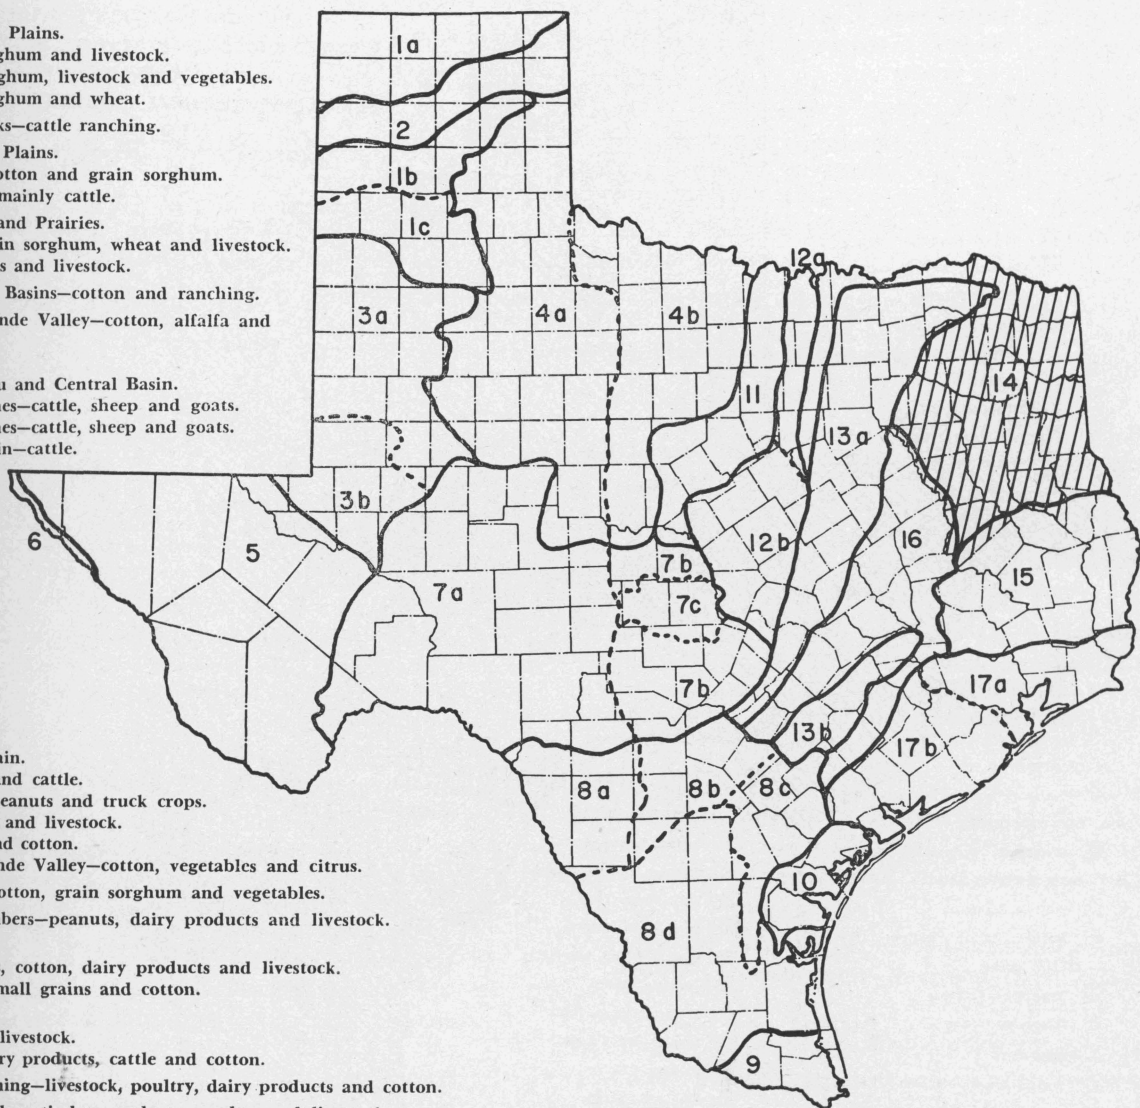 Plains.
ghum and livestock.
ghum, livestock and vegetables.
ghum and wheat.
ks—cattle ranching.
Plains.
otton and grain sorghum.
mainly cattle.
and Prairies.
in sorghum, wheat and livestock.
s and livestock.
Basins—cotton and ranching.
nde Valley—cotton, alfalfa and
u and Central Basin.
nes—cattle, sheep and goats.
nes—cattle, sheep and goats.
in—cattle.
ain.
and cattle.
eanuts and truck crops.
and livestock.
nd cotton.
nde Valley—cotton, vegetables and citrus.
otton, grain sorghum and vegetables.
bers—peanuts, dairy products and livestock.
, cotton, dairy products and livestock.
mall grains and cotton.
livestock.
ry products, cattle and cotton.
ning—livestock, poultry, dairy products and cotton.
1a
2
1b
1c
12a
3a
4a
4b
14
11
13a
3b
6
5
12b
16
7b
15
7a
7c
7b
17a
13b
17b
8a
8b
8c
10
8d
9